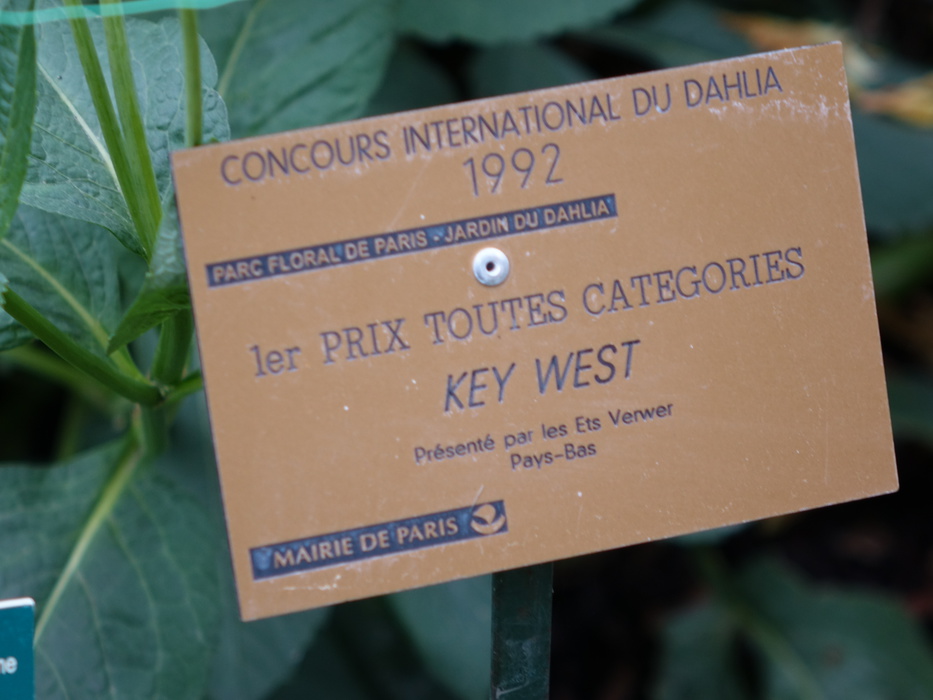 CONCOURS INTERNATIONAL DU DAHLIA
1992
PARC FLORAL DE PARIS - JARDIN DU DAHLIA
1er PRIX TOUTES CATEGORIES
KEY WEST
Présenté par les Ets Verwer
Pays-Bas
MAIRIE DE PARIS